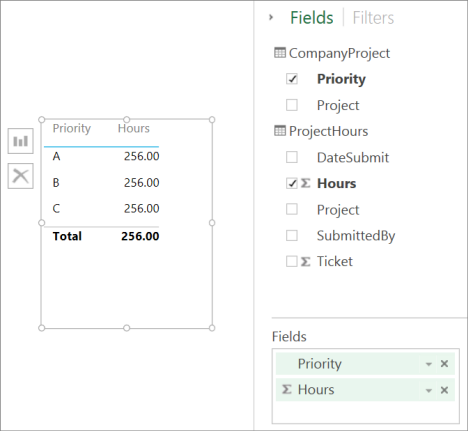 Fields Filters
CompanyProject
Priority
Project
ProjectHours
DateSubmit
Σ Hours
Project
SubmittedBy
Σ Ticket
Priority Hours
A 256.00
B 256.00
C 256.00
Total 256.00
Fields
Priority
Σ Hours